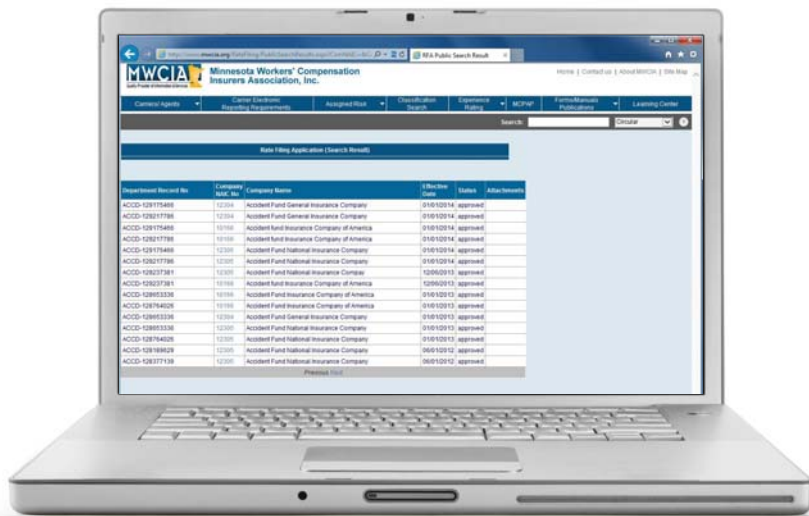 RFA Public Search Result
MWCIA
Minnesota Workers' Compensation
Insurers Association, Inc.
Home | Contact us | About MWCIA | Site Map
Carriers/ Agents
Carrier Electronic
Reporting Requirements
Assigned Risk
Classification
Search
Experience
Rating
MCPAP
Forms/Manuals
Publications
Learning Center
Search:
Circular
Rate Filing Application (Search Result)
Department Record No Company NAIC No Company Name Effective Date Status Attachments
ACCD-129175466 12304 Accident Fund General Insurance Company 01/01/2014 approved
ACCD-129217786 12304 Accident Fund General Insurance Company 01/01/2014 approved
ACCD-129175466 10166 Accident fund Insurance Company of America 01/01/2014 approved
ACCD-129217786 10166 Accident fund Insurance Company of America 01/01/2014 approved
ACCD-129175466 12305 Accident Fund National Insurance Company 01/01/2014 approved
ACCD-129217786 12305 Accident Fund National Insurance Company 01/01/2014 approved
ACCD-129237381 12305 Accident Fund National Insurance Compay 12/06/2013 approved
ACCD-129237381 10166 Accident fund Insurance Company of America 12/06/2013 approved
ACCD-128653336 10166 Accident Fund Insurance Company of America 01/01/2013 approved
ACCD-128764026 10166 Accident Fund Insurance Company of America 01/01/2013 approved
ACCD-128653336 12304 Accident Fund General Insurance Company 01/01/2013 approved
ACCD-128653336 12305 Accident Fund National Insurance Company 01/01/2013 approved
ACCD-128764026 12305 Accident Fund National Insurance Company 01/01/2013 approved
ACCD-128189629 12305 Accident Fund National Insurance Company 06/01/2012 approved
ACCD-128377139 12305 Accident Fund National Insurance Company 06/01/2012 approved
Previous Next